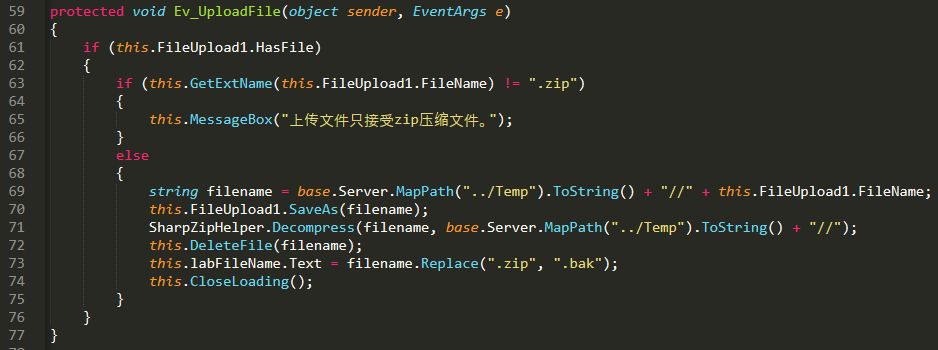 59 protected void Ev_UploadFile(object sender, EventArgs e)
60 {
61     if (this.FileUpload1.HasFile)
62     {
63         if (this.GetExtName(this.FileUpload1.FileName) != ".zip")
64         {
65             this.MessageBox("上传文件只接受zip压缩文件。");
66         }
67         else
68         {
69             string filename = base.Server.MapPath("../Temp").ToString() + "//" + this.FileUpload1.FileName;
70             this.FileUpload1.SaveAs(filename);
71             SharpZipHelper.Decompress(filename, base.Server.MapPath("../Temp").ToString() + "//");
72             this.DeleteFile(filename);
73             this.labFileName.Text = filename.Replace(".zip", ".bak");
74             this.CloseLoading();
75         }
76     }
77 }